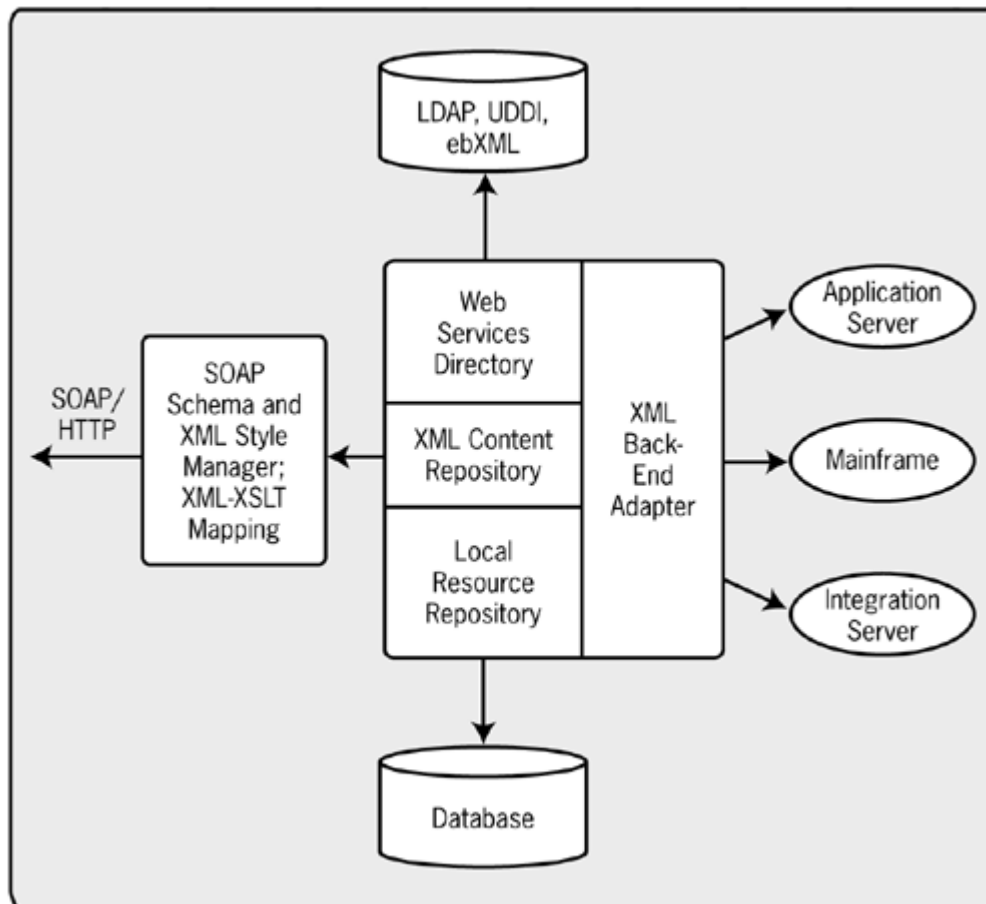 LDAP, UDDI,
ebXML
Web
Services
Directory
Application
Server
SOAP/
HTTP
SOAP
Schema and
XML Style
Manager;
XML-XSLT
Mapping
XML Content
Repository
XML
Back-
End
Adapter
Mainframe
Local
Resource
Repository
Integration
Server
Database